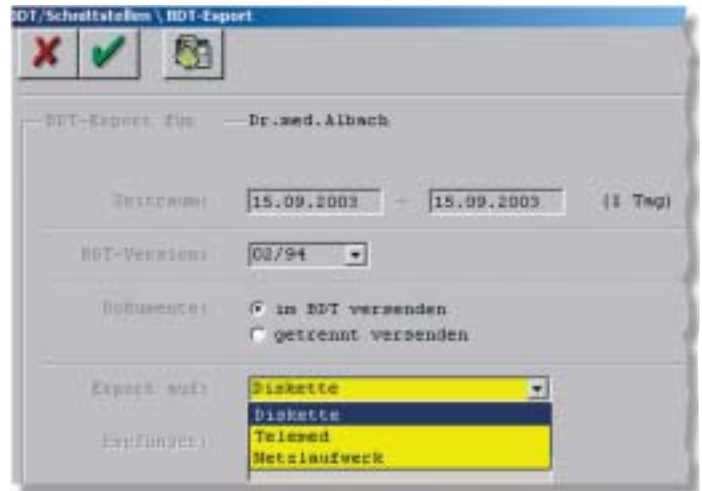 BDT/Schnittstellen \ BDT-Export
BDT-Export für Dr.med.Albach
Zeitraum: 15.09.2003 - 15.09.2003 (1 Tag)
BDT-Version: 02/94
Dokumente: im BDT versenden
getrennt versenden
Export auf: Diskette
Diskette
Telemed
Empfänger:
Netzlaufwerk